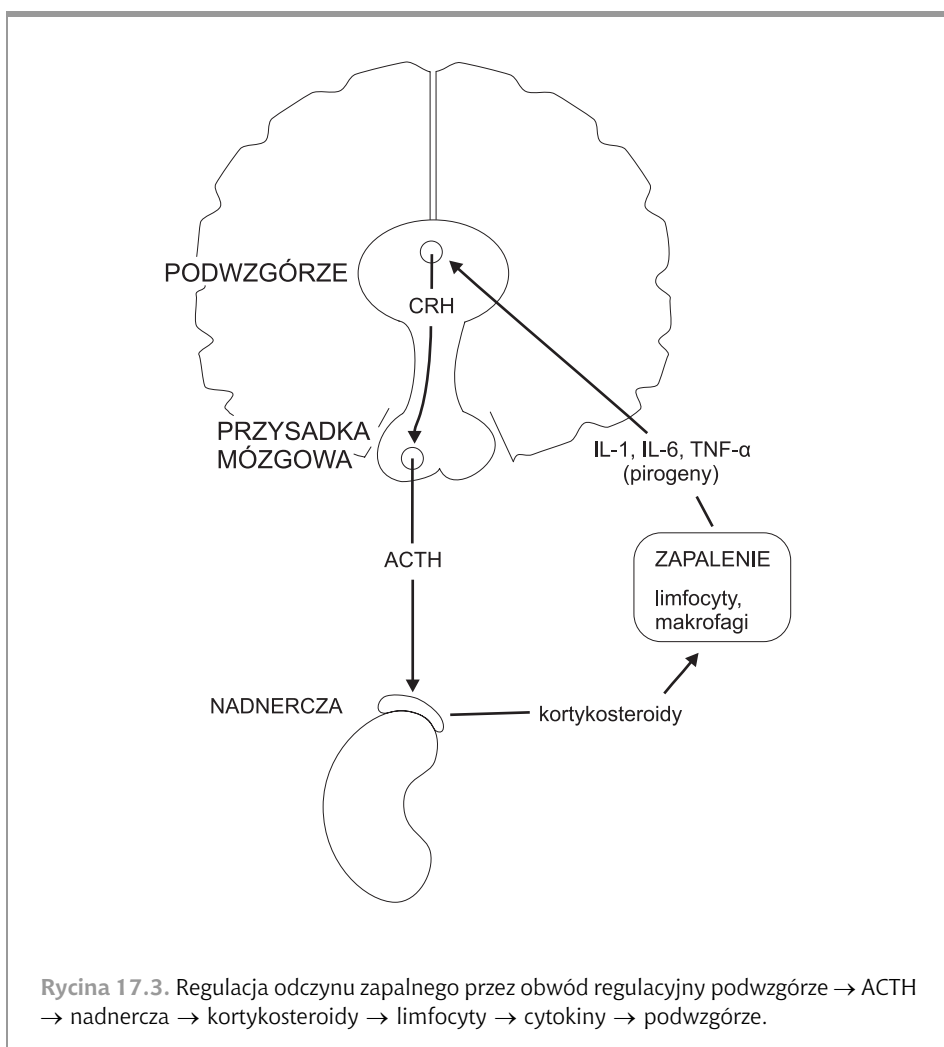 PODWZGÓRZE
CRH
PRZYSADKA
MÓZGOWA
IL-1, IL-6, TNF-α
(pirogeny)
ACTH
ZAPALENIE
limfocyty,
makrofagi
NADNERCZA
kortykosteroidy
Rycina 17.3. Regulacja odczynu zapalnego przez obwód regulacyjny podwzgórze → ACTH
→ nadnercza → kortykosteroidy → limfocyty → cytokiny → podwzgórze.